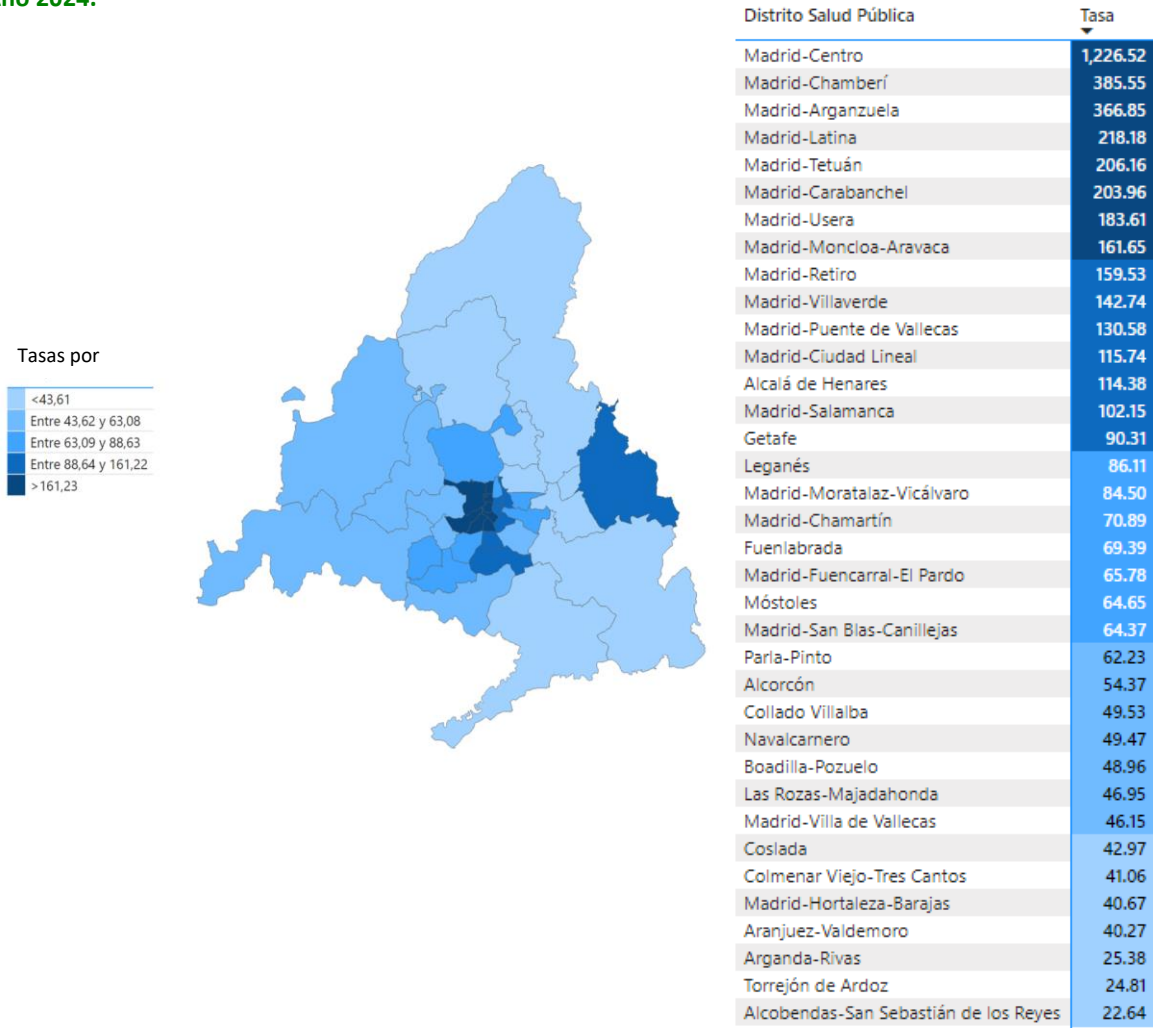 2024.
Distrito Salud Pública Tasa
Madrid-Centro 1,226.52
Madrid-Chamberí 385.55
Madrid-Arganzuela 366.85
Madrid-Latina 218.18
Madrid-Tetuán 206.16
Madrid-Carabanchel 203.96
Madrid-Usera 183.61
Madrid-Moncloa-Aravaca 161.65
Madrid-Retiro 159.53
Madrid-Villaverde 142.74
Madrid-Puente de Vallecas 130.58
Madrid-Ciudad Lineal 115.74
Alcalá de Henares 114.38
Madrid-Salamanca 102.15
Getafe 90.31
Leganés 86.11
Madrid-Moratalaz-Vicálvaro 84.50
Madrid-Chamartín 70.89
Fuenlabrada 69.39
Madrid-Fuencarral-El Pardo 65.78
Móstoles 64.65
Madrid-San Blas-Canillejas 64.37
Parla-Pinto 62.23
Alcorcón 54.37
Collado Villalba 49.53
Navalcarnero 49.47
Boadilla-Pozuelo 48.96
Las Rozas-Majadahonda 46.95
Madrid-Villa de Vallecas 46.15
Coslada 42.97
Colmenar Viejo-Tres Cantos 41.06
Madrid-Hortaleza-Barajas 40.67
Aranjuez-Valdemoro 40.27
Arganda-Rivas 25.38
Torrejón de Ardoz 24.81
Alcobendas-San Sebastián de los Reyes 22.64
Tasas por
<43,61
Entre 43,62 y 63,08
Entre 63,09 y 88,63
Entre 88,64 y 161,22
>161,23